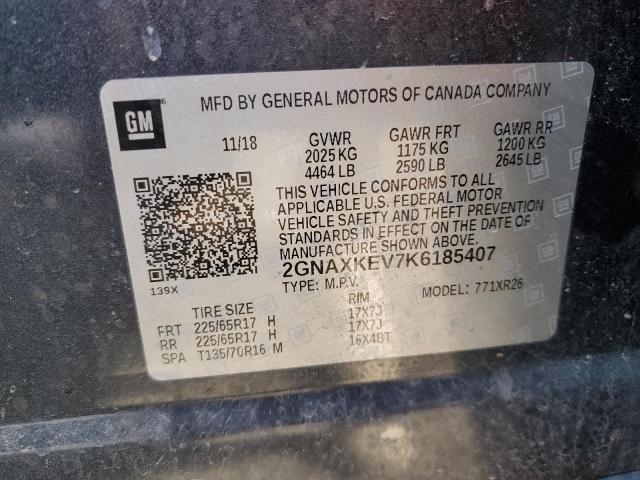 GM
MFD BY GENERAL MOTORS OF CANADA COMPANY
11/18 GVWR GAWR FRT GAWR RR
2025 KG 1175 KG 1200 KG
4464 LB 2590 LB 2645 LB
THIS VEHICLE CONFORMS TO ALL
APPLICABLE U.S. FEDERAL MOTOR
VEHICLE SAFETY AND THEFT PREVENTION
STANDARDS IN EFFECT ON THE DATE OF
MANUFACTURE SHOWN ABOVE.
139X
2GNAXKEV7K6185407
TYPE: M.P.V. MODEL: 771XR26
TIRE SIZE RIM
FRT 225/65R17 H 17X7J
RR 225/65R17 H 17X7J
SPA T135/70R16 M 16X4BT